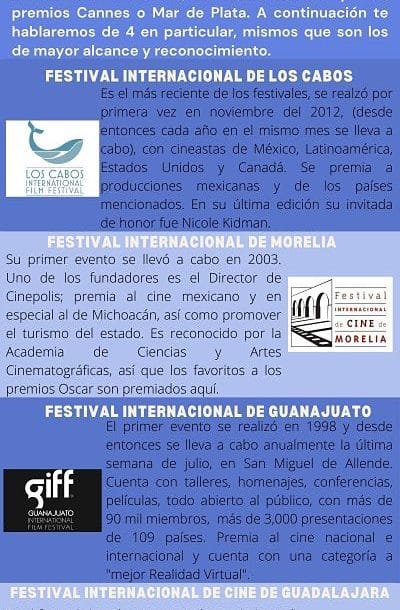 premios Cannes o Mar de Plata. A continuación te
hablaremos de 4 en particular, mismos que son los
de mayor alcance y reconocimiento.
FESTIVAL INTERNACIONAL DE LOS CABOS
Es el más reciente de los festivales, se realzó por
primera vez en noviembre del 2012, (desde
entonces cada año en el mismo mes se lleva a
cabo), con cineastas de México, Latinoamérica,
Estados Unidos y Canadá. Se premia a
producciones mexicanas y de los países
mencionados. En su última edición su invitada
de honor fue Nicole Kidman.
LOS CABOS
INTERNATIONAL
FILM FESTIVAL
FESTIVAL INTERNACIONAL DE MORELIA
Su primer evento se llevó a cabo en 2003.
Uno de los fundadores es el Director de
Cinepolis; premia al cine mexicano y en
especial al de Michoacán, así como promover
el turismo del estado. Es reconocido por la
Academia de Ciencias y Artes
Cinematográficas, así que los favoritos a los
premios Oscar son premiados aquí.
Festival
INTERNACIONAL
de CINE de
MORELIA
FESTIVAL INTERNACIONAL DE GUANAJUATO
El primer evento se realizó en 1998 y desde
entonces se lleva a cabo anualmente la última
semana de julio, en San Miguel de Allende.
Cuenta con talleres, homenajes, conferencias,
películas, todo abierto al público, con más de
90 mil miembros, más de 3,000 presentaciones
de 109 países. Premia al cine nacional e
internacional y cuenta con una categoría a
"mejor Realidad Virtual".
giff
GUANAJUATO
INTERNATIONAL
FILM FESTIVAL
FESTIVAL INTERNACIONAL DE CINE DE GUADALAJARA